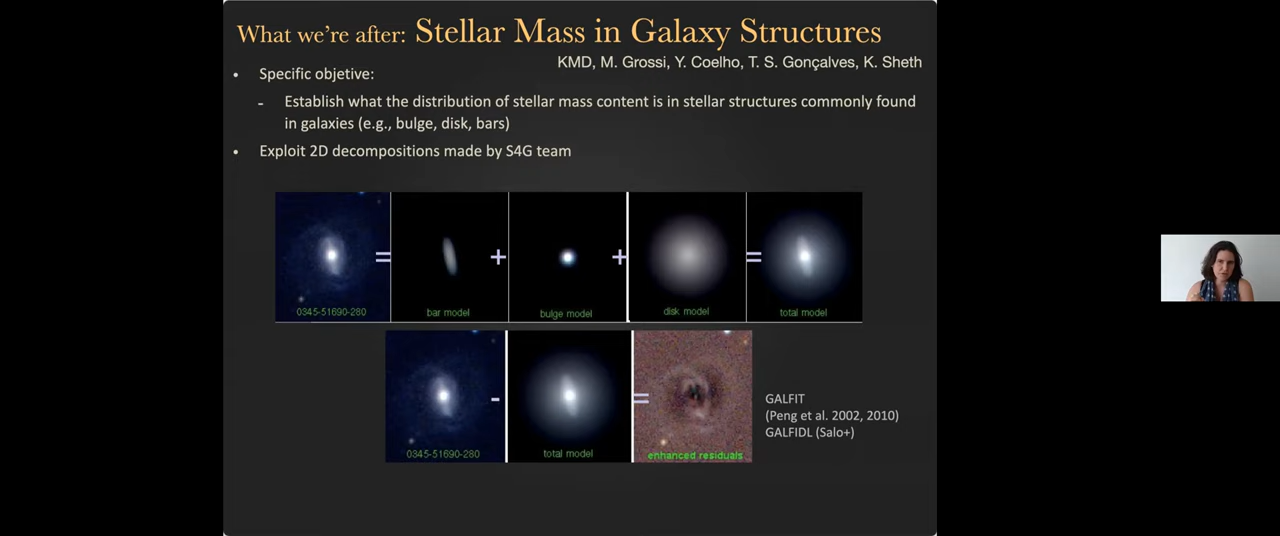 What we're after: Stellar Mass in Galaxy Structures
KMD, M. Grossi, Y. Coelho, T. S. Gonçalves, K. Sheth
• Specific objetive:
- Establish what the distribution of stellar mass content is in stellar structures commonly found
in galaxies (e.g., bulge, disk, bars)
• Exploit 2D decompositions made by S4G team
= + + =
0345-51690-280 bar model bulge model disk model total model
- =
0345-51690-280 total model enhanced residuals
GALFIT
(Peng et al. 2002, 2010)
GALFIDL (Salo+)